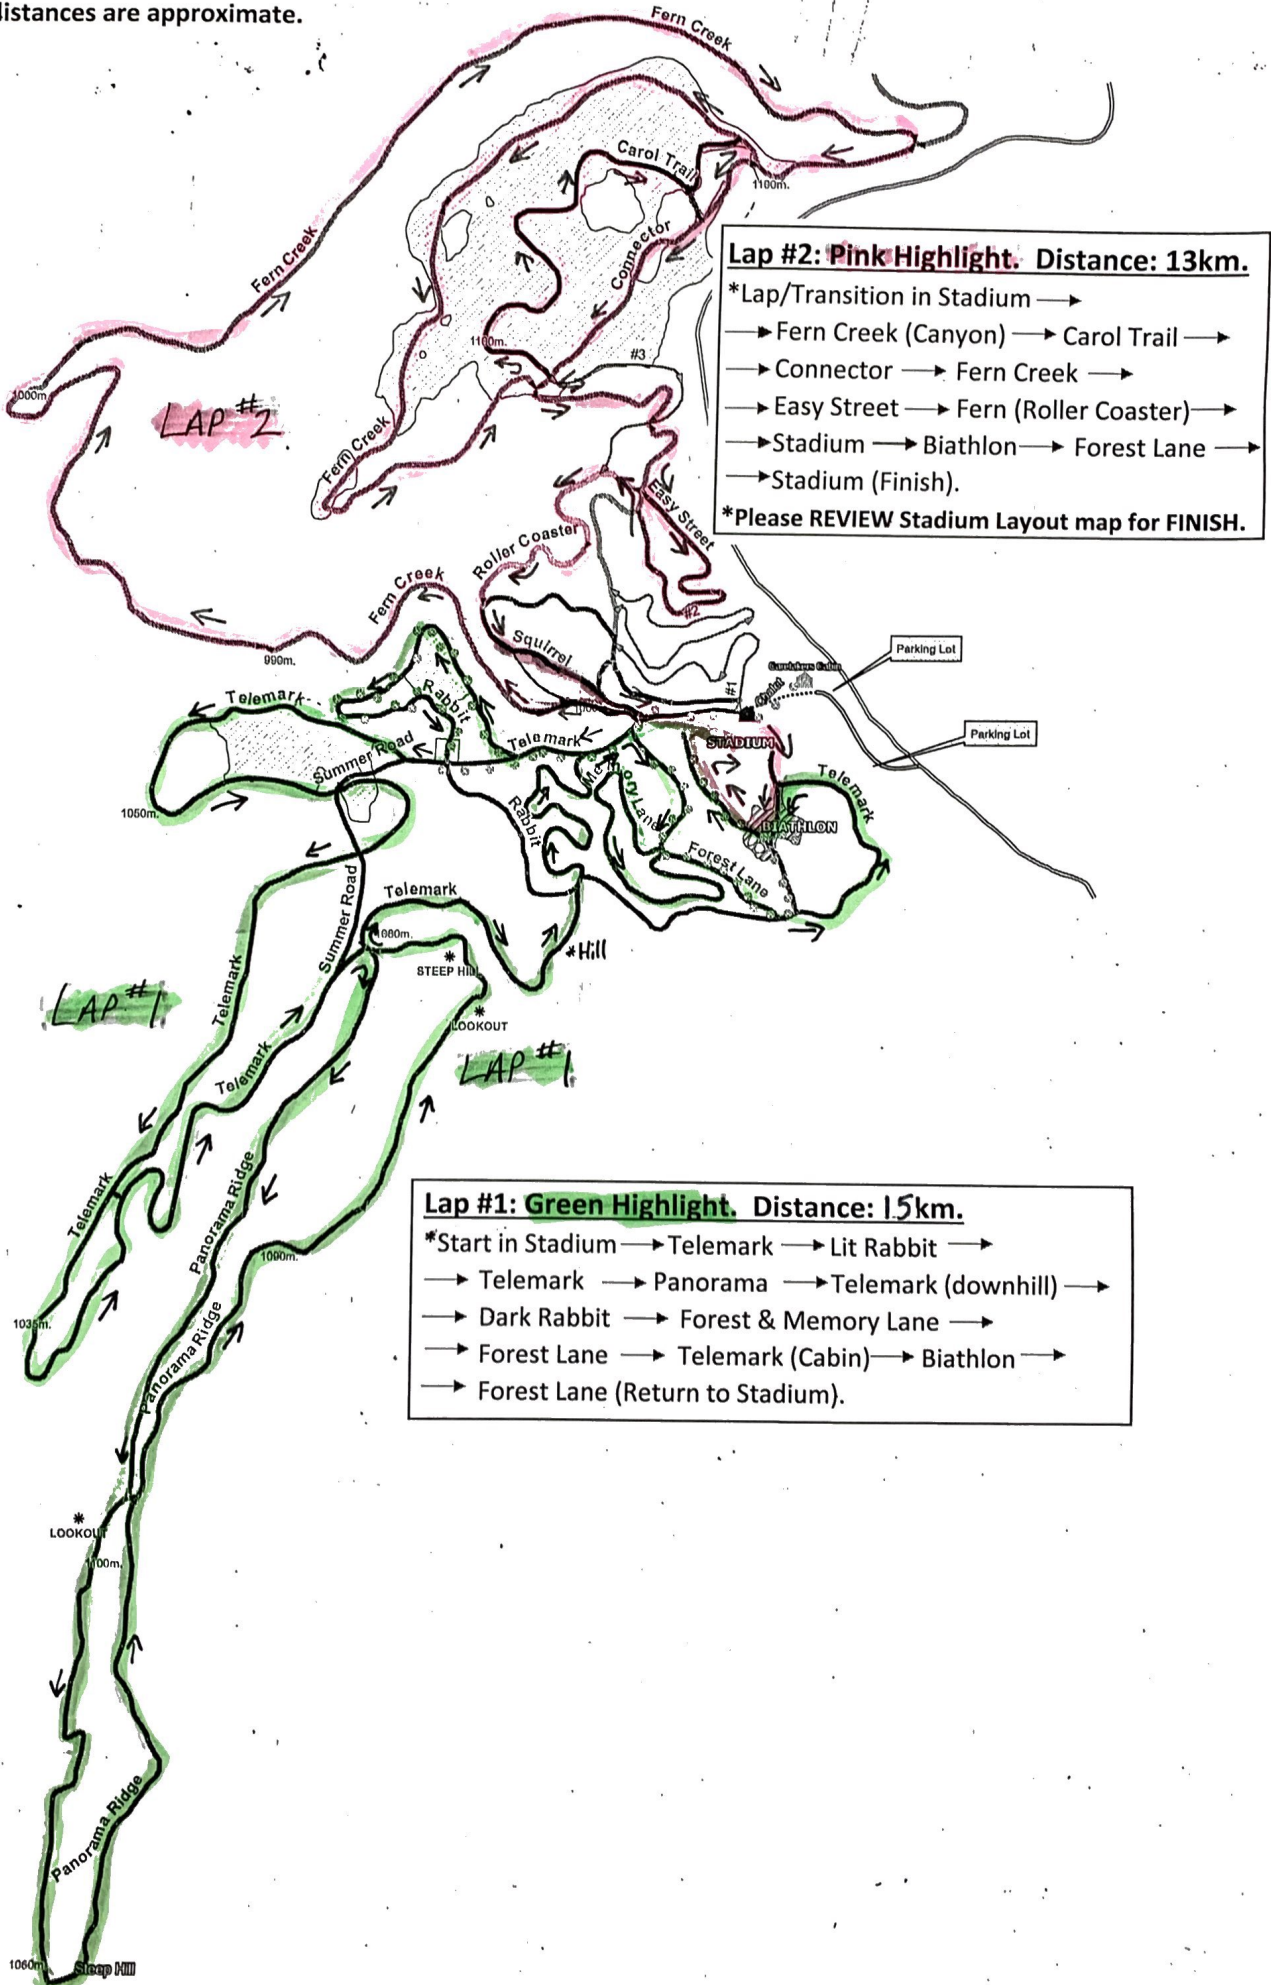 distances are approximate.
Fern Creek
Carol Trail
1100m.
Connector
Fern Creek
1100m.
#3
1000m
LAP #2.
Fern Creek
Lap #2: Pink Highlight. Distance: 13km.
*Lap/Transition in Stadium →
→ Fern Creek (Canyon) → Carol Trail →
→ Connector → Fern Creek →
→ Easy Street → Fern (Roller Coaster) →
→ Stadium → Biathlon → Forest Lane →
→ Stadium (Finish).
*Please REVIEW Stadium Layout map for FINISH.
Easy Street
Roller Coaster
Fern Creek
#2
Squirrel
990m.
Parking Lot
Caretakers Cabin
Chalet
#1
Parking Lot
Telemark
Rabbit
Telemark
STADIUM
Summer Road
Memory Lane
Telemark
1050m.
Rabbit
BIATHLON
Forest Lane
Summer Road
Telemark
1080m.
*Hill
STEEP HILL
LOOKOUT
LAP #1
Telemark
LAP #1
Telemark
Telemark
Panorama Ridge
1090m.
1035m.
Panorama Ridge
Lap #1: Green Highlight. Distance: 15km.
*Start in Stadium → Telemark → Lit Rabbit →
→ Telemark → Panorama → Telemark (downhill) →
→ Dark Rabbit → Forest & Memory Lane →
→ Forest Lane → Telemark (Cabin) → Biathlon →
→ Forest Lane (Return to Stadium).
LOOKOUT
1100m.
Panorama Ridge
1060m
Steep Hill